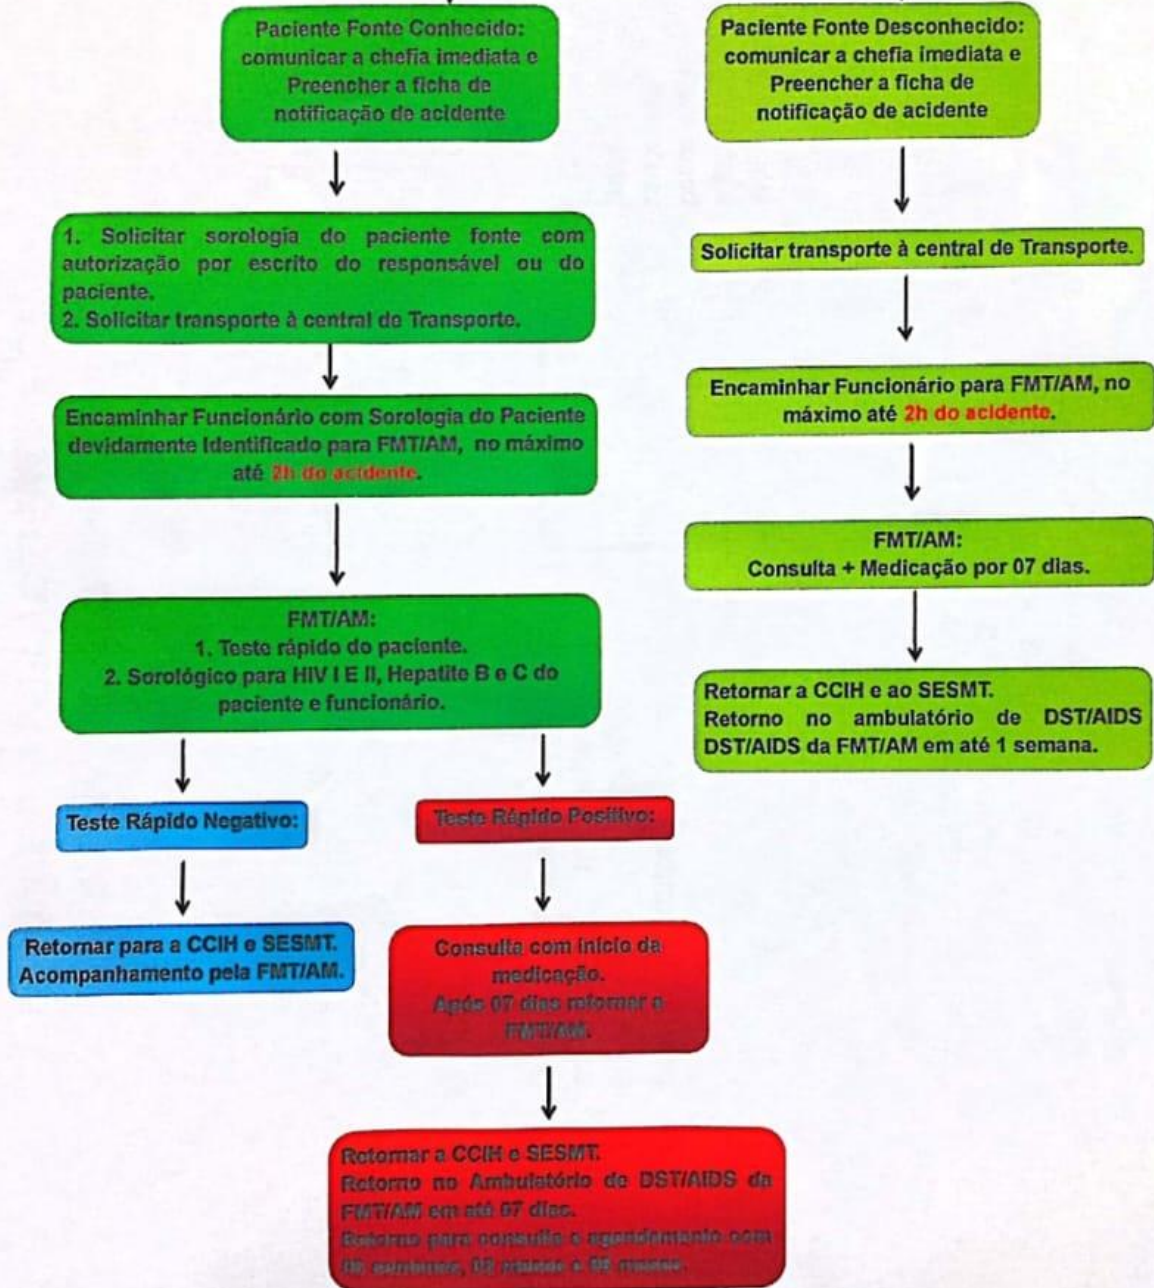 Paciente Fonte Conhecido:
comunicar a chefia imediata e
Preencher a ficha de
notificação de acidente
Paciente Fonte Desconhecido:
comunicar a chefia imediata e
Preencher a ficha de
notificação de acidente
1. Solicitar sorologia do paciente fonte com
autorização por escrito do responsável ou do
paciente.
2. Solicitar transporte à central de Transporte.
Solicitar transporte à central de Transporte.
Encaminhar Funcionário com Sorologia do Paciente
devidamente Identificado para FMT/AM, no máximo
até 2h do acidente.
Encaminhar Funcionário para FMT/AM, no
máximo até 2h do acidente.
FMT/AM:
1. Teste rápido do paciente.
2. Sorológico para HIV I E II, Hepatite B e C do
paciente e funcionário.
FMT/AM:
Consulta + Medicação por 07 dias.
Retornar a CCIH e ao SESMT.
Retorno no ambulatório de DST/AIDS
DST/AIDS da FMT/AM em até 1 semana.
Teste Rápido Negativo:
Teste Rápido Positivo:
Retornar para a CCIH e SESMT.
Acompanhamento pela FMT/AM.
Consulta com início da
medicação.
Após 07 dias retornar a
FMT/AM.
Retornar a CCIH e SESMT.
Retorno no Ambulatório de DST/AIDS da
FMT/AM em até 07 dias.
Retorno para consulta e agendamento com